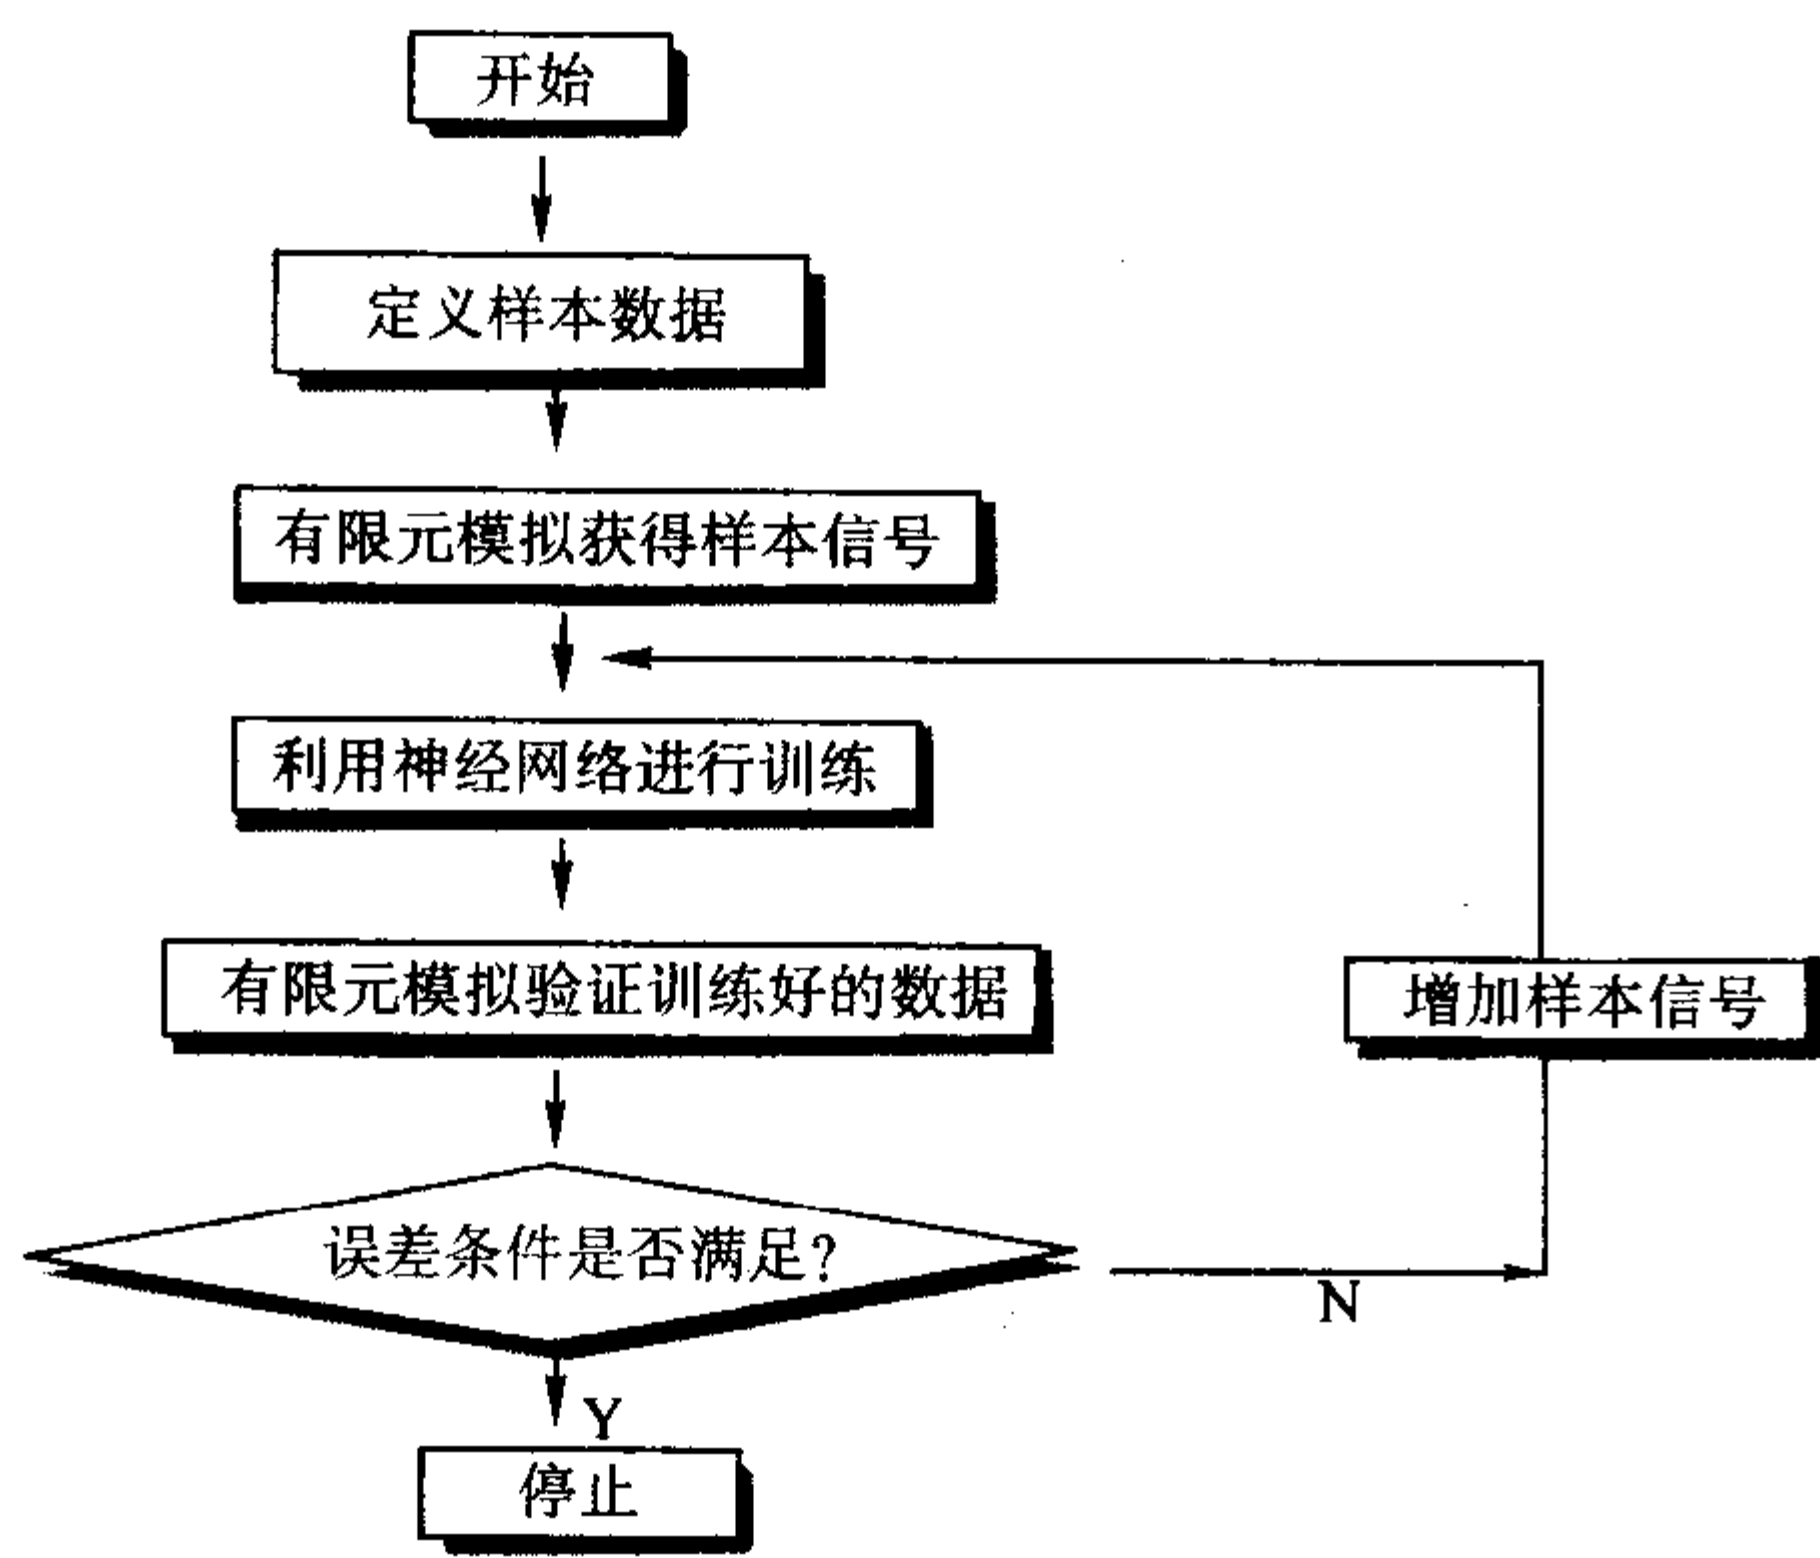 开始
定义样本数据
有限元模拟获得样本信号
利用神经网络进行训练
有限元模拟验证训练好的数据
增加样本信号
误差条件是否满足?
N
Y
停止